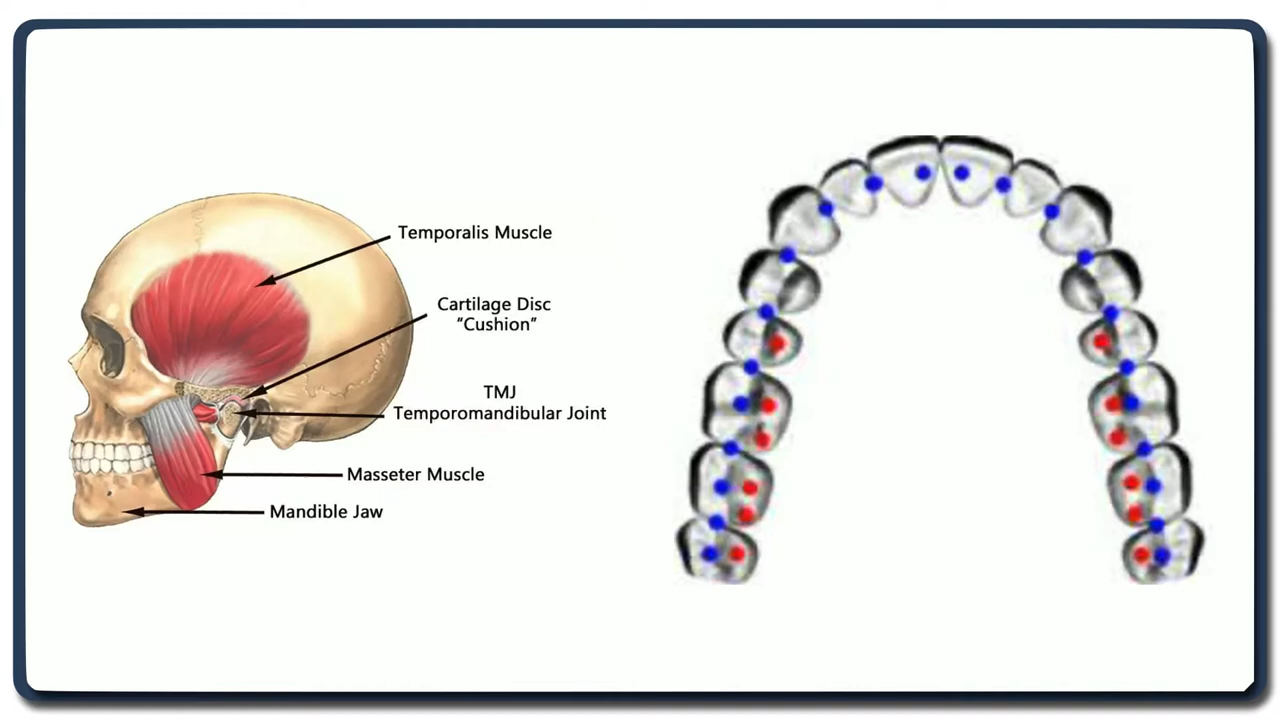 Temporalis Muscle
Cartilage Disc
"Cushion"
TMJ
Temporomandibular Joint
Masseter Muscle
Mandible Jaw